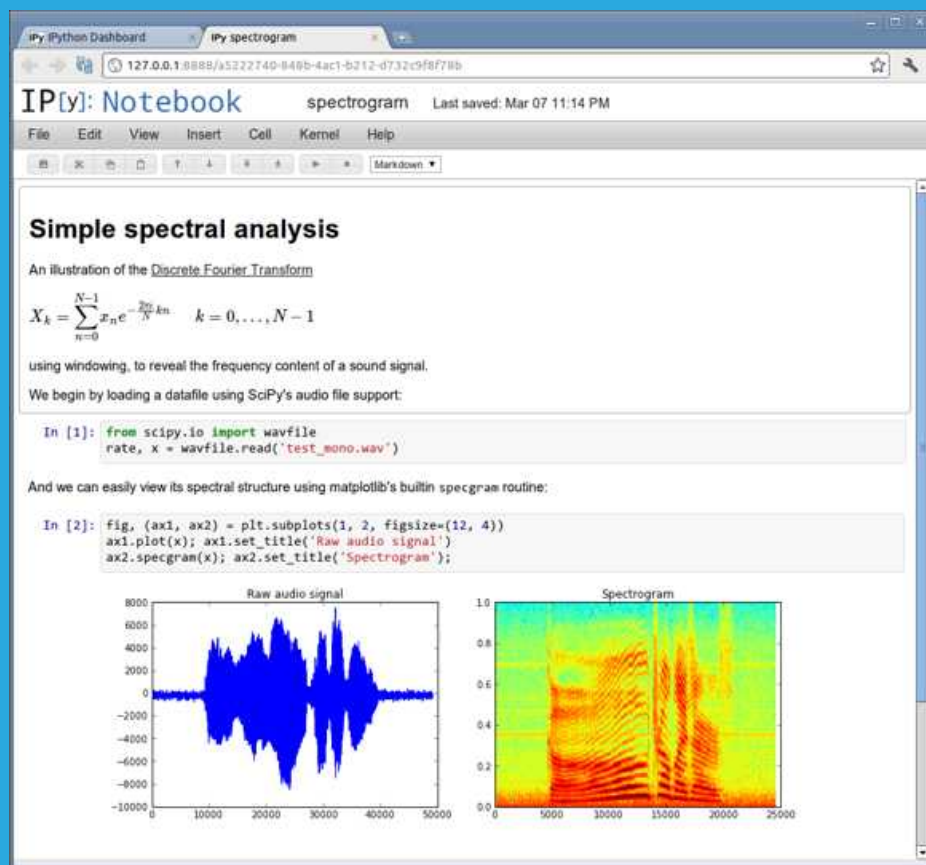 IPy IPython Dashboard
IPy spectrogram
127.0.0.1:8888/a5222740-848b-4ac1-b212-d732c9f8f78b
IP[y]: Notebook spectrogram Last saved: Mar 07 11:14 PM
File Edit View Insert Cell Kernel Help
Markdown
Simple spectral analysis
An illustration of the Discrete Fourier Transform
X_k = \sum_{n=0}^{N-1} x_n e^{-\frac{2\pi i}{N} kn} k = 0, \ldots, N - 1
using windowing, to reveal the frequency content of a sound signal.
We begin by loading a datafile using SciPy's audio file support:
In [1]: from scipy.io import wavfile
rate, x = wavfile.read('test_mono.wav')
And we can easily view its spectral structure using matplotlib's builtin specgram routine:
In [2]: fig, (ax1, ax2) = plt.subplots(1, 2, figsize=(12, 4))
ax1.plot(x); ax1.set_title('Raw audio signal')
ax2.specgram(x); ax2.set_title('Spectrogram');
Raw audio signal
8000
6000
4000
2000
0
−2000
−4000
−6000
−8000
−10000
0 10000 20000 30000 40000 50000
Spectrogram
1.0
0.8
0.6
0.4
0.2
0.0
0 5000 10000 15000 20000 25000